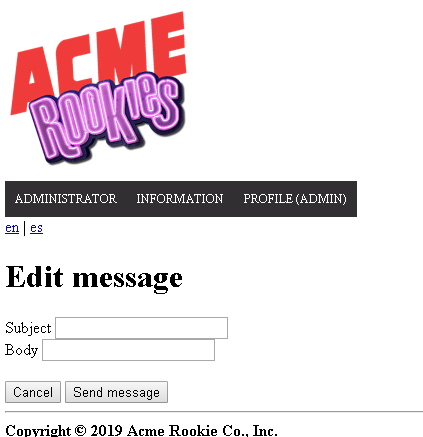 ACME
Rookies
ADMINISTRATOR INFORMATION PROFILE (ADMIN)
en | es
Edit message
Subject
Body
Cancel Send message
Copyright © 2019 Acme Rookie Co., Inc.